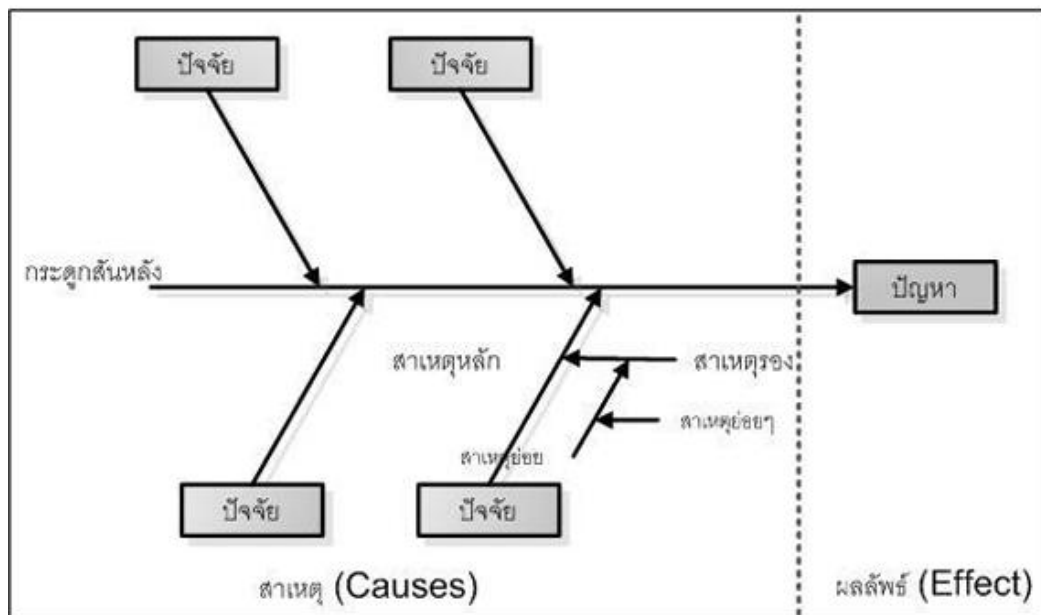 ปัจจัย
ปัจจัย
กระดูกสันหลัง
ปัญหา
สาเหตุหลัก
สาเหตุรอง
สาเหตุย่อยๆ
สาเหตุย่อย
ปัจจัย
ปัจจัย
สาเหตุ (Causes)
ผลลัพธ์ (Effect)